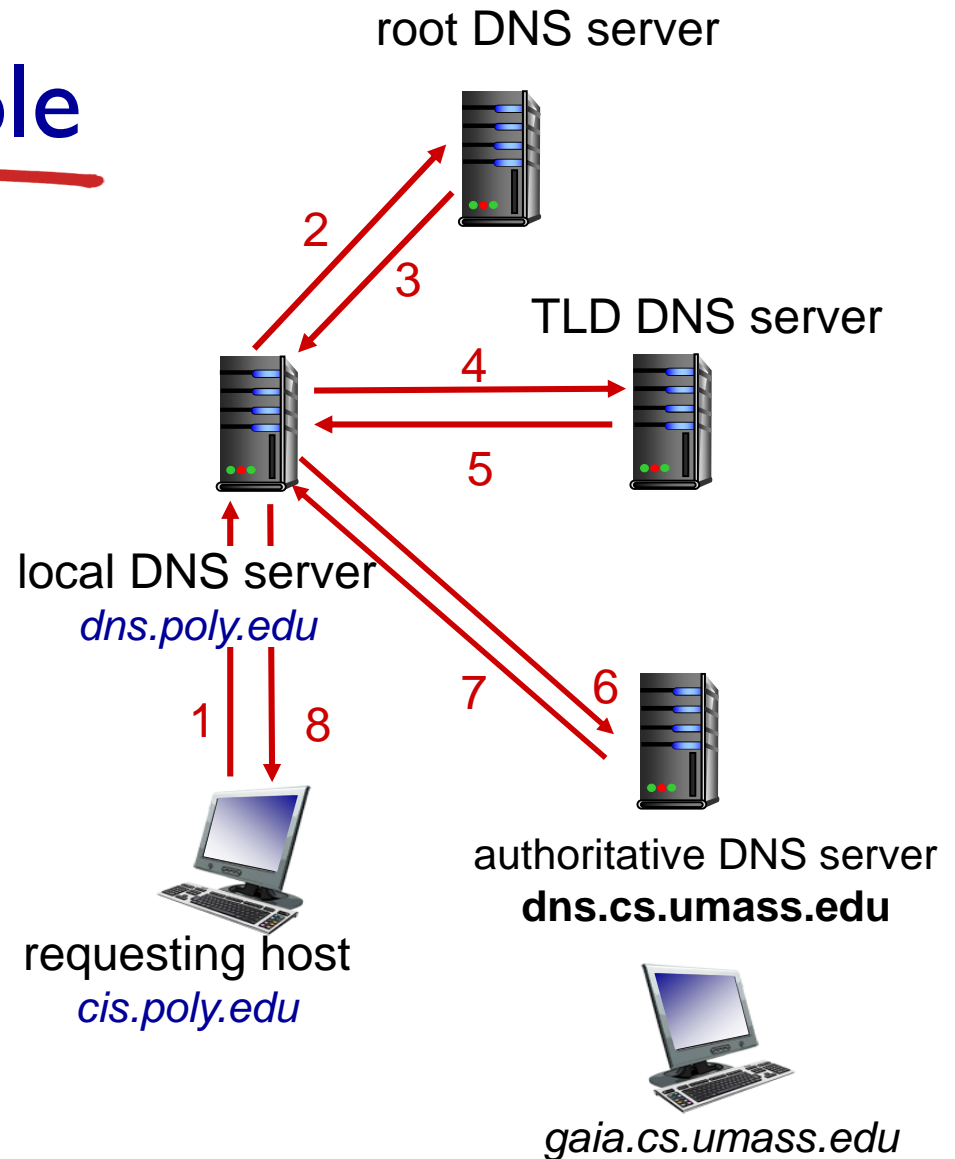 root DNS server
2
3
TLD DNS server
4
5
local DNS server
dns.poly.edu
1
8
7
6
authoritative DNS server
dns.cs.umass.edu
requesting host
cis.poly.edu
gaia.cs.umass.edu